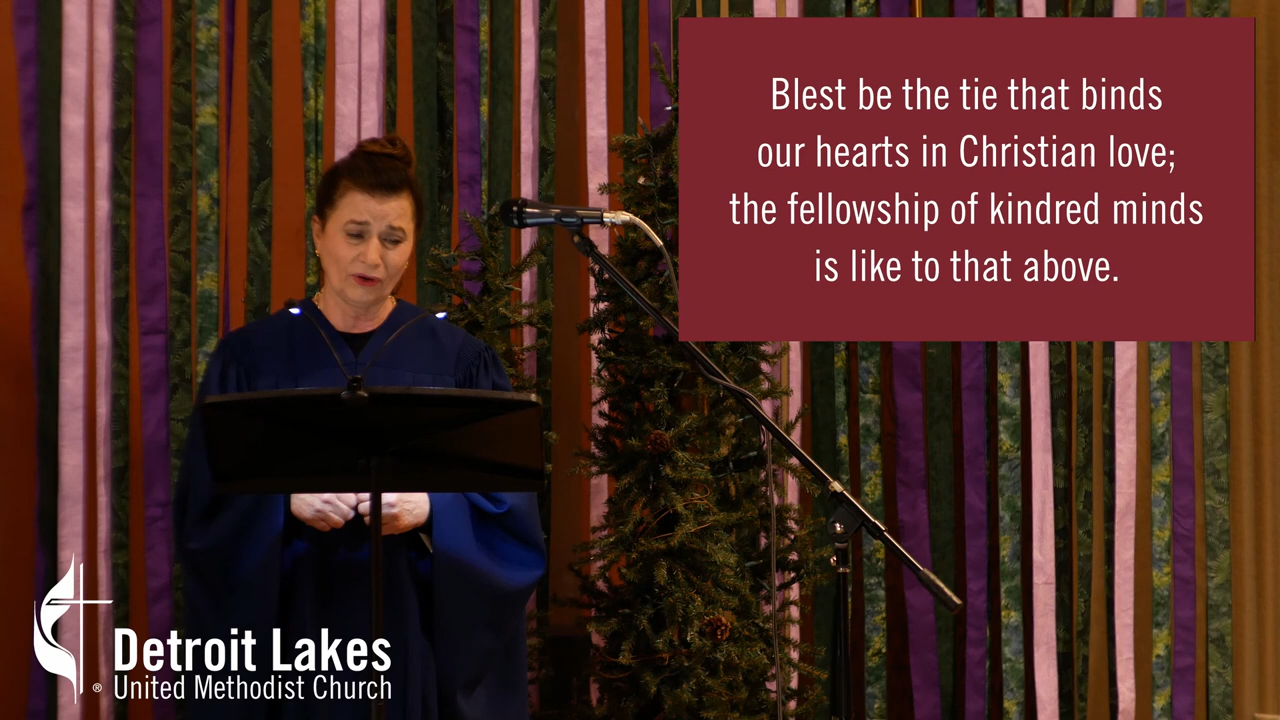 Blest be the tie that binds
our hearts in Christian love;
the fellowship of kindred minds
is like to that above.
Detroit Lakes
® United Methodist Church